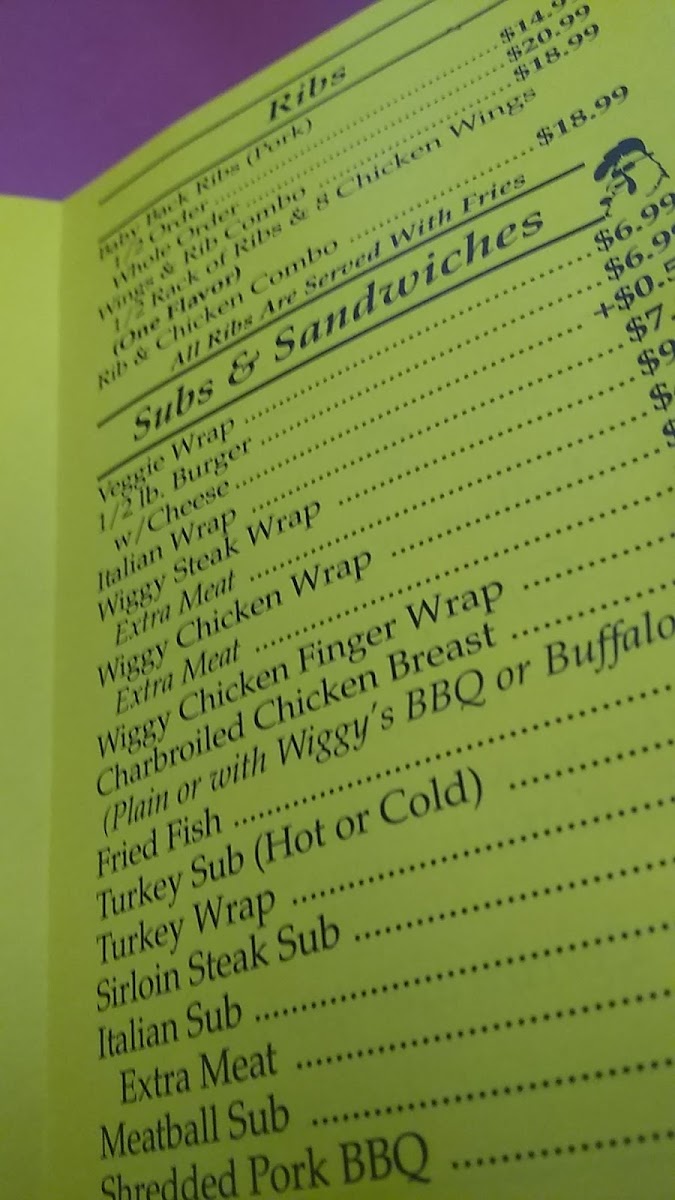 Ribs
Baby Back Ribs (Pork)
1/2 Order ........ $14.9
Whole Order ........ $20.99
Wings & Rib Combo ........ $18.99
1/2 Rack of Ribs & 8 Chicken Wings
(One Flavor)
Rib & Chicken Combo ........ $18.99
All Ribs Are Served With Fries
Subs & Sandwiches
Veggie Wrap ........ $6.99
1/2 lb. Burger ........ $6.99
w/Cheese ........ +$0.5
Italian Wrap ........ $7.
Wiggy Steak Wrap ........ $9
Extra Meat ........ $
Wiggy Chicken Wrap ........ $
Extra Meat ........
Wiggy Chicken Finger Wrap ........
Charbroiled Chicken Breast ........
(Plain or with Wiggy's BBQ or Buffalo
Fried Fish ........
Turkey Sub (Hot or Cold) ........
Turkey Wrap ........
Sirloin Steak Sub ........
Italian Sub ........
Extra Meat ........
Meatball Sub ........
Shredded Pork BBQ ........